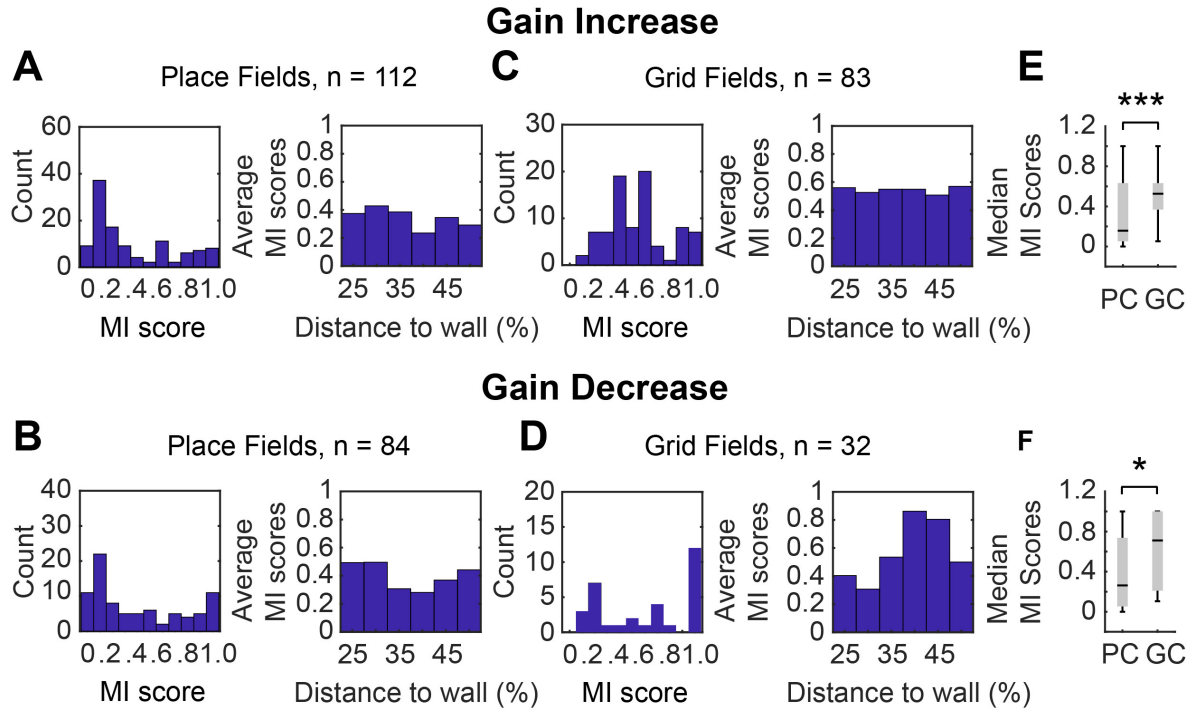 Gain Increase
A
Place Fields, n = 112
60
40
20
0
Count
0 .2 .4 .6 .8 1.0
MI score
1
0.8
0.6
0.4
0.2
0
Average
MI scores
25 35 45
Distance to wall (%)
C
Grid Fields, n = 83
30
20
10
0
Count
0 .2 .4 .6 .8 1.0
MI score
1
0.8
0.6
0.4
0.2
0
Average
MI scores
25 35 45
Distance to wall (%)
E
***
1.2
0.8
0.4
0
Median
MI Scores
PC GC
Gain Decrease
B
Place Fields, n = 84
40
30
20
10
0
Count
0 .2 .4 .6 .8 1.0
MI score
1
0.8
0.6
0.4
0.2
0
Average
MI scores
25 35 45
Distance to wall (%)
D
Grid Fields, n = 32
20
15
10
5
0
Count
0 .2 .4 .6 .8 1.0
MI score
1
0.8
0.6
0.4
0.2
0
Average
MI scores
25 35 45
Distance to wall (%)
F
*
1.2
0.8
0.4
0
Median
MI Scores
PC GC